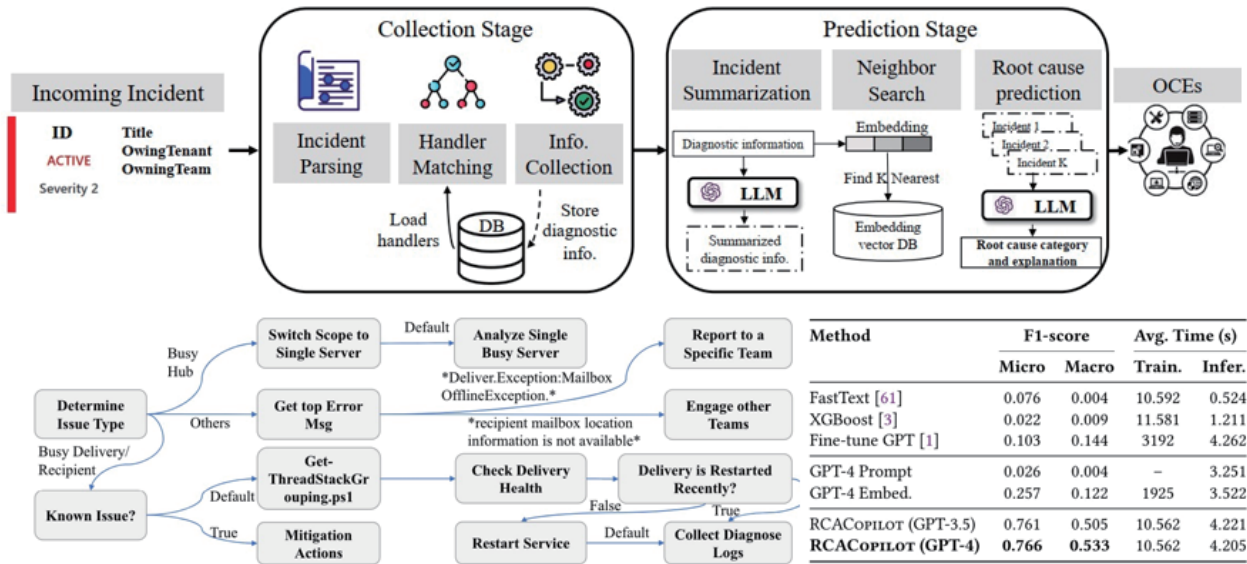 Collection Stage
Prediction Stage
Incoming Incident
ID
ACTIVE
Severity 2
Title
OwingTenant
OwningTeam
Incident
Parsing
Handler
Matching
Info.
Collection
Load
handlers
DB
Store
diagnostic
info.
Incident
Summarization
Neighbor
Search
Root cause
prediction
Diagnostic information
LLM
Summarized
diagnostic info.
Embedding
Find K Nearest
Embedding
vector DB
Incident 1
Incident 2
Incident K
LLM
Root cause category
and explanation
OCEs
Determine
Issue Type
Busy
Hub
Others
Busy Delivery/
Recipient
Switch Scope to
Single Server
Default
Analyze Single
Busy Server
Report to a
Specific Team
Get top Error
Msg
*Deliver.Exception:Mailbox
OfflineException.*
*recipient mailbox location
information is not available*
Engage other
Teams
Known Issue?
Default
True
Get-
ThreadStackGr
ouping.ps1
Mitigation
Actions
Check Delivery
Health
Delivery is Restarted
Recently?
False
True
Restart Service
Default
Collect Diagnose
Logs
Method F1-score Avg. Time (s)
Micro Macro Train. Infer.
FastText [61] 0.076 0.004 10.592 0.524
XGBoost [3] 0.022 0.009 11.581 1.211
Fine-tune GPT [1] 0.103 0.144 3192 4.262
GPT-4 Prompt 0.026 0.004 – 3.251
GPT-4 Embed. 0.257 0.122 1925 3.522
RCACOPILOT (GPT-3.5) 0.761 0.505 10.562 4.221
RCACOPILOT (GPT-4) 0.766 0.533 10.562 4.205